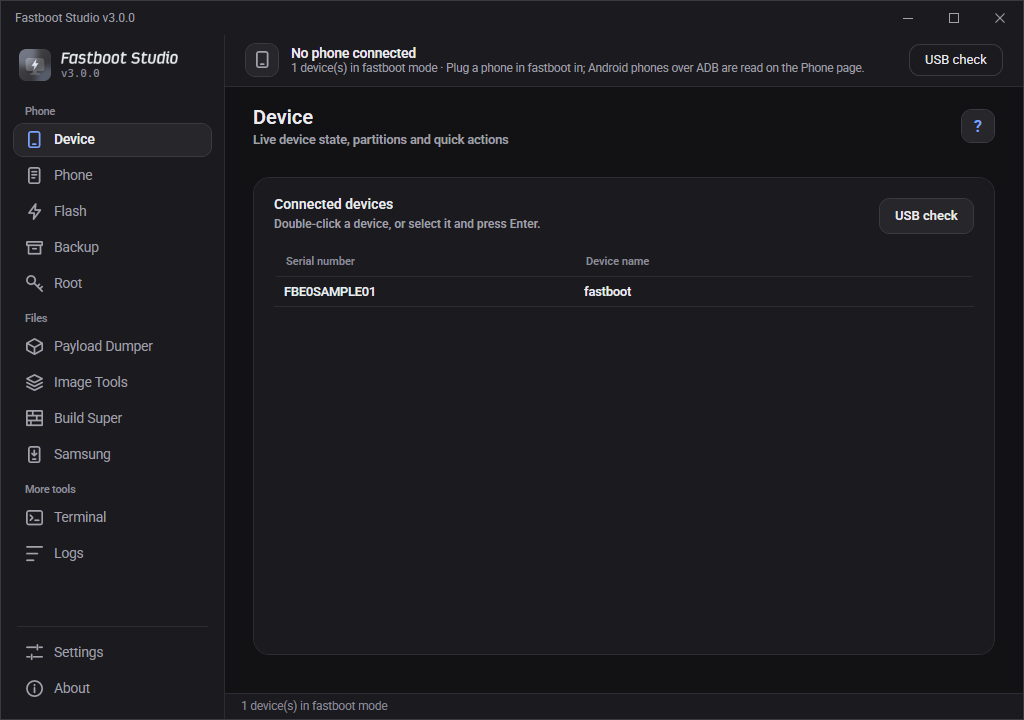 Fastboot Studio v3.0.0
Fastboot Studio
v3.0.0
No phone connected
1 device(s) in fastboot mode · Plug a phone in fastboot in; Android phones over ADB are read on the Phone page.
USB check
Phone
Device
Phone
Flash
Backup
Root
Files
Payload Dumper
Image Tools
Build Super
Samsung
More tools
Terminal
Logs
Settings
About
Device
Live device state, partitions and quick actions
?
Connected devices
Double-click a device, or select it and press Enter.
USB check
Serial number Device name
FBE0SAMPLE01 fastboot
1 device(s) in fastboot mode